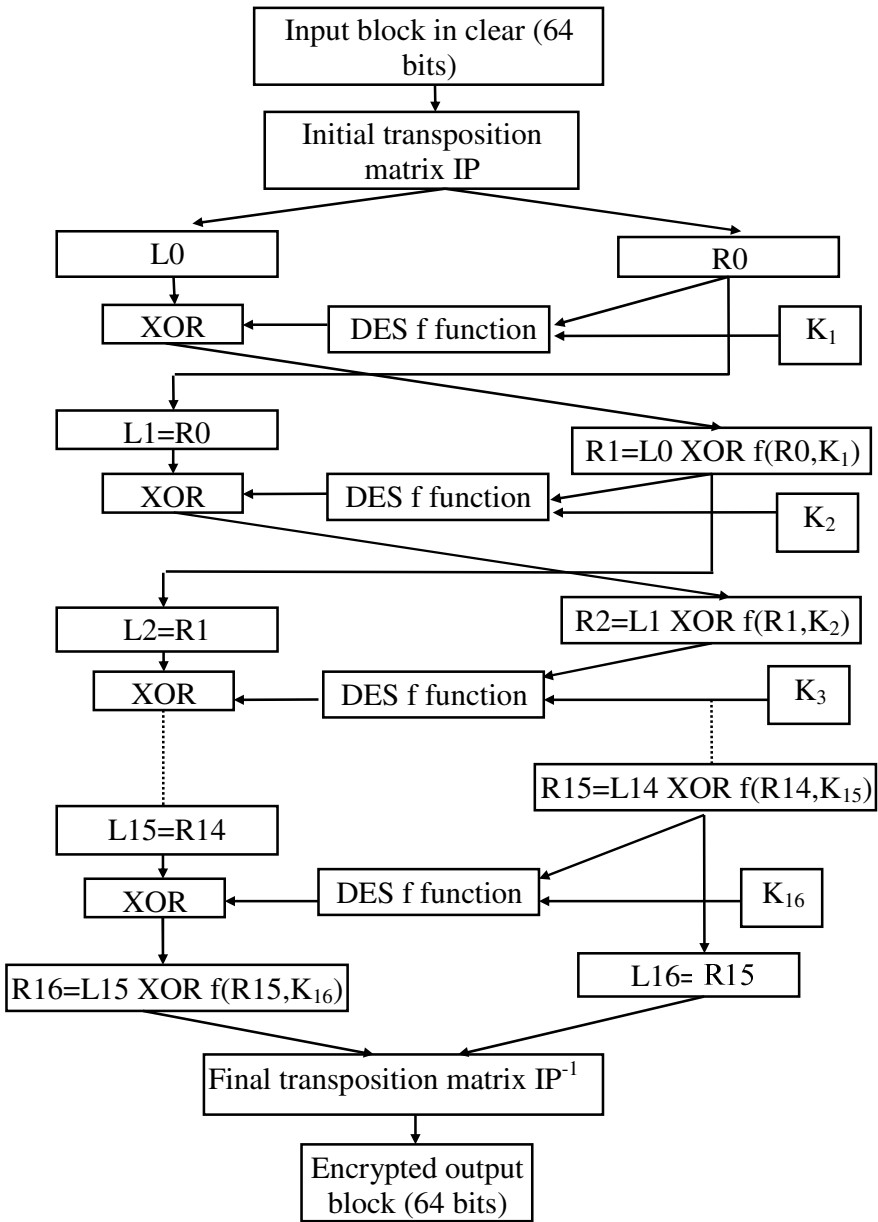 Input block in clear (64
bits)
Initial transposition
matrix IP
L0
R0
XOR
DES f function
K₁
L1=R0
R1=L0 XOR f(R0,K₁)
XOR
DES f function
K₂
L2=R1
R2=L1 XOR f(R1,K₂)
XOR
DES f function
K₃
R15=L14 XOR f(R14,K₁₅)
L15=R14
XOR
DES f function
K₁₆
R16=L15 XOR f(R15,K₁₆)
L16= R15
Final transposition matrix IP⁻¹
Encrypted output
block (64 bits)